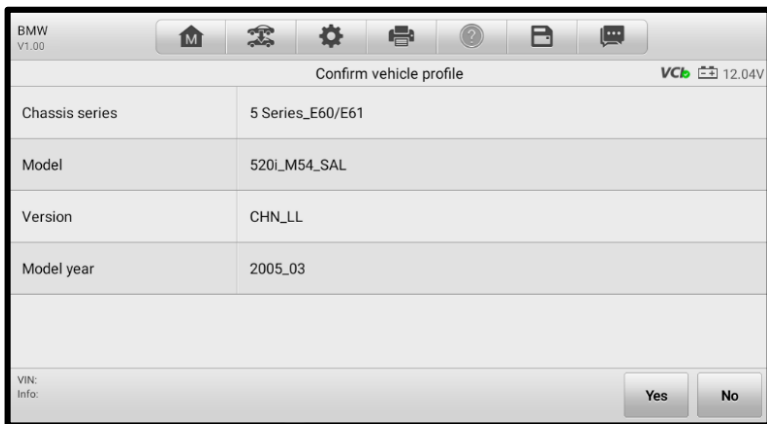 BMW
V1.00
M
?
Confirm vehicle profile
VCI 12.04V
Chassis series 5 Series_E60/E61
Model 520i_M54_SAL
Version CHN_LL
Model year 2005_03
VIN:
Info:
Yes No